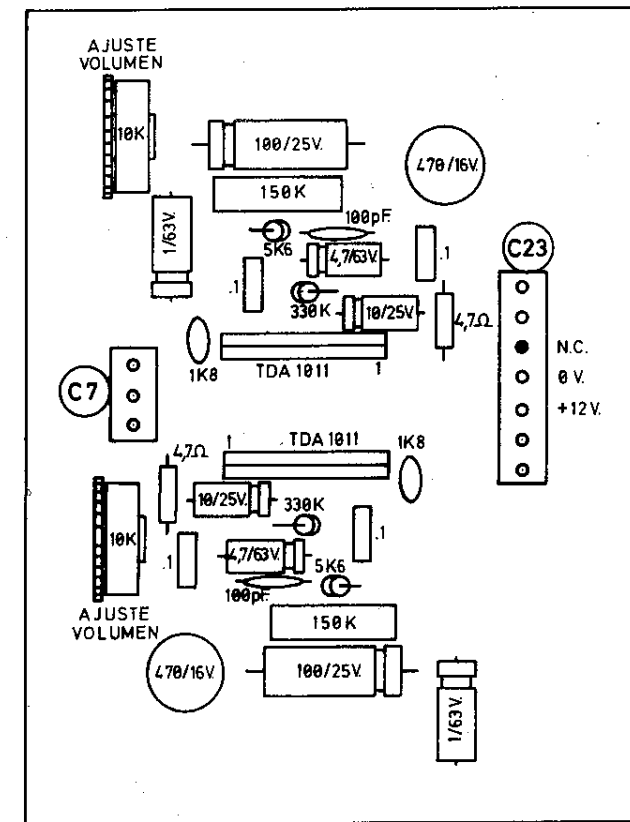 AJUSTE
VOLUMEN
10K
100/25V.
470/16V.
150K
1/63V.
100pF.
5K6
4,7/63V.
.1
.1
C23
330K
10/25V.
4,7Ω
1K8
TDA 1011
1
N.C.
0 V.
+12 V.
C7
1
TDA 1011
1K8
4,7Ω
10/25V.
330K
10K
.1
4,7/63V.
.1
5K6
100pF.
AJUSTE
VOLUMEN
150K
470/16V.
100/25V.
1/63V.